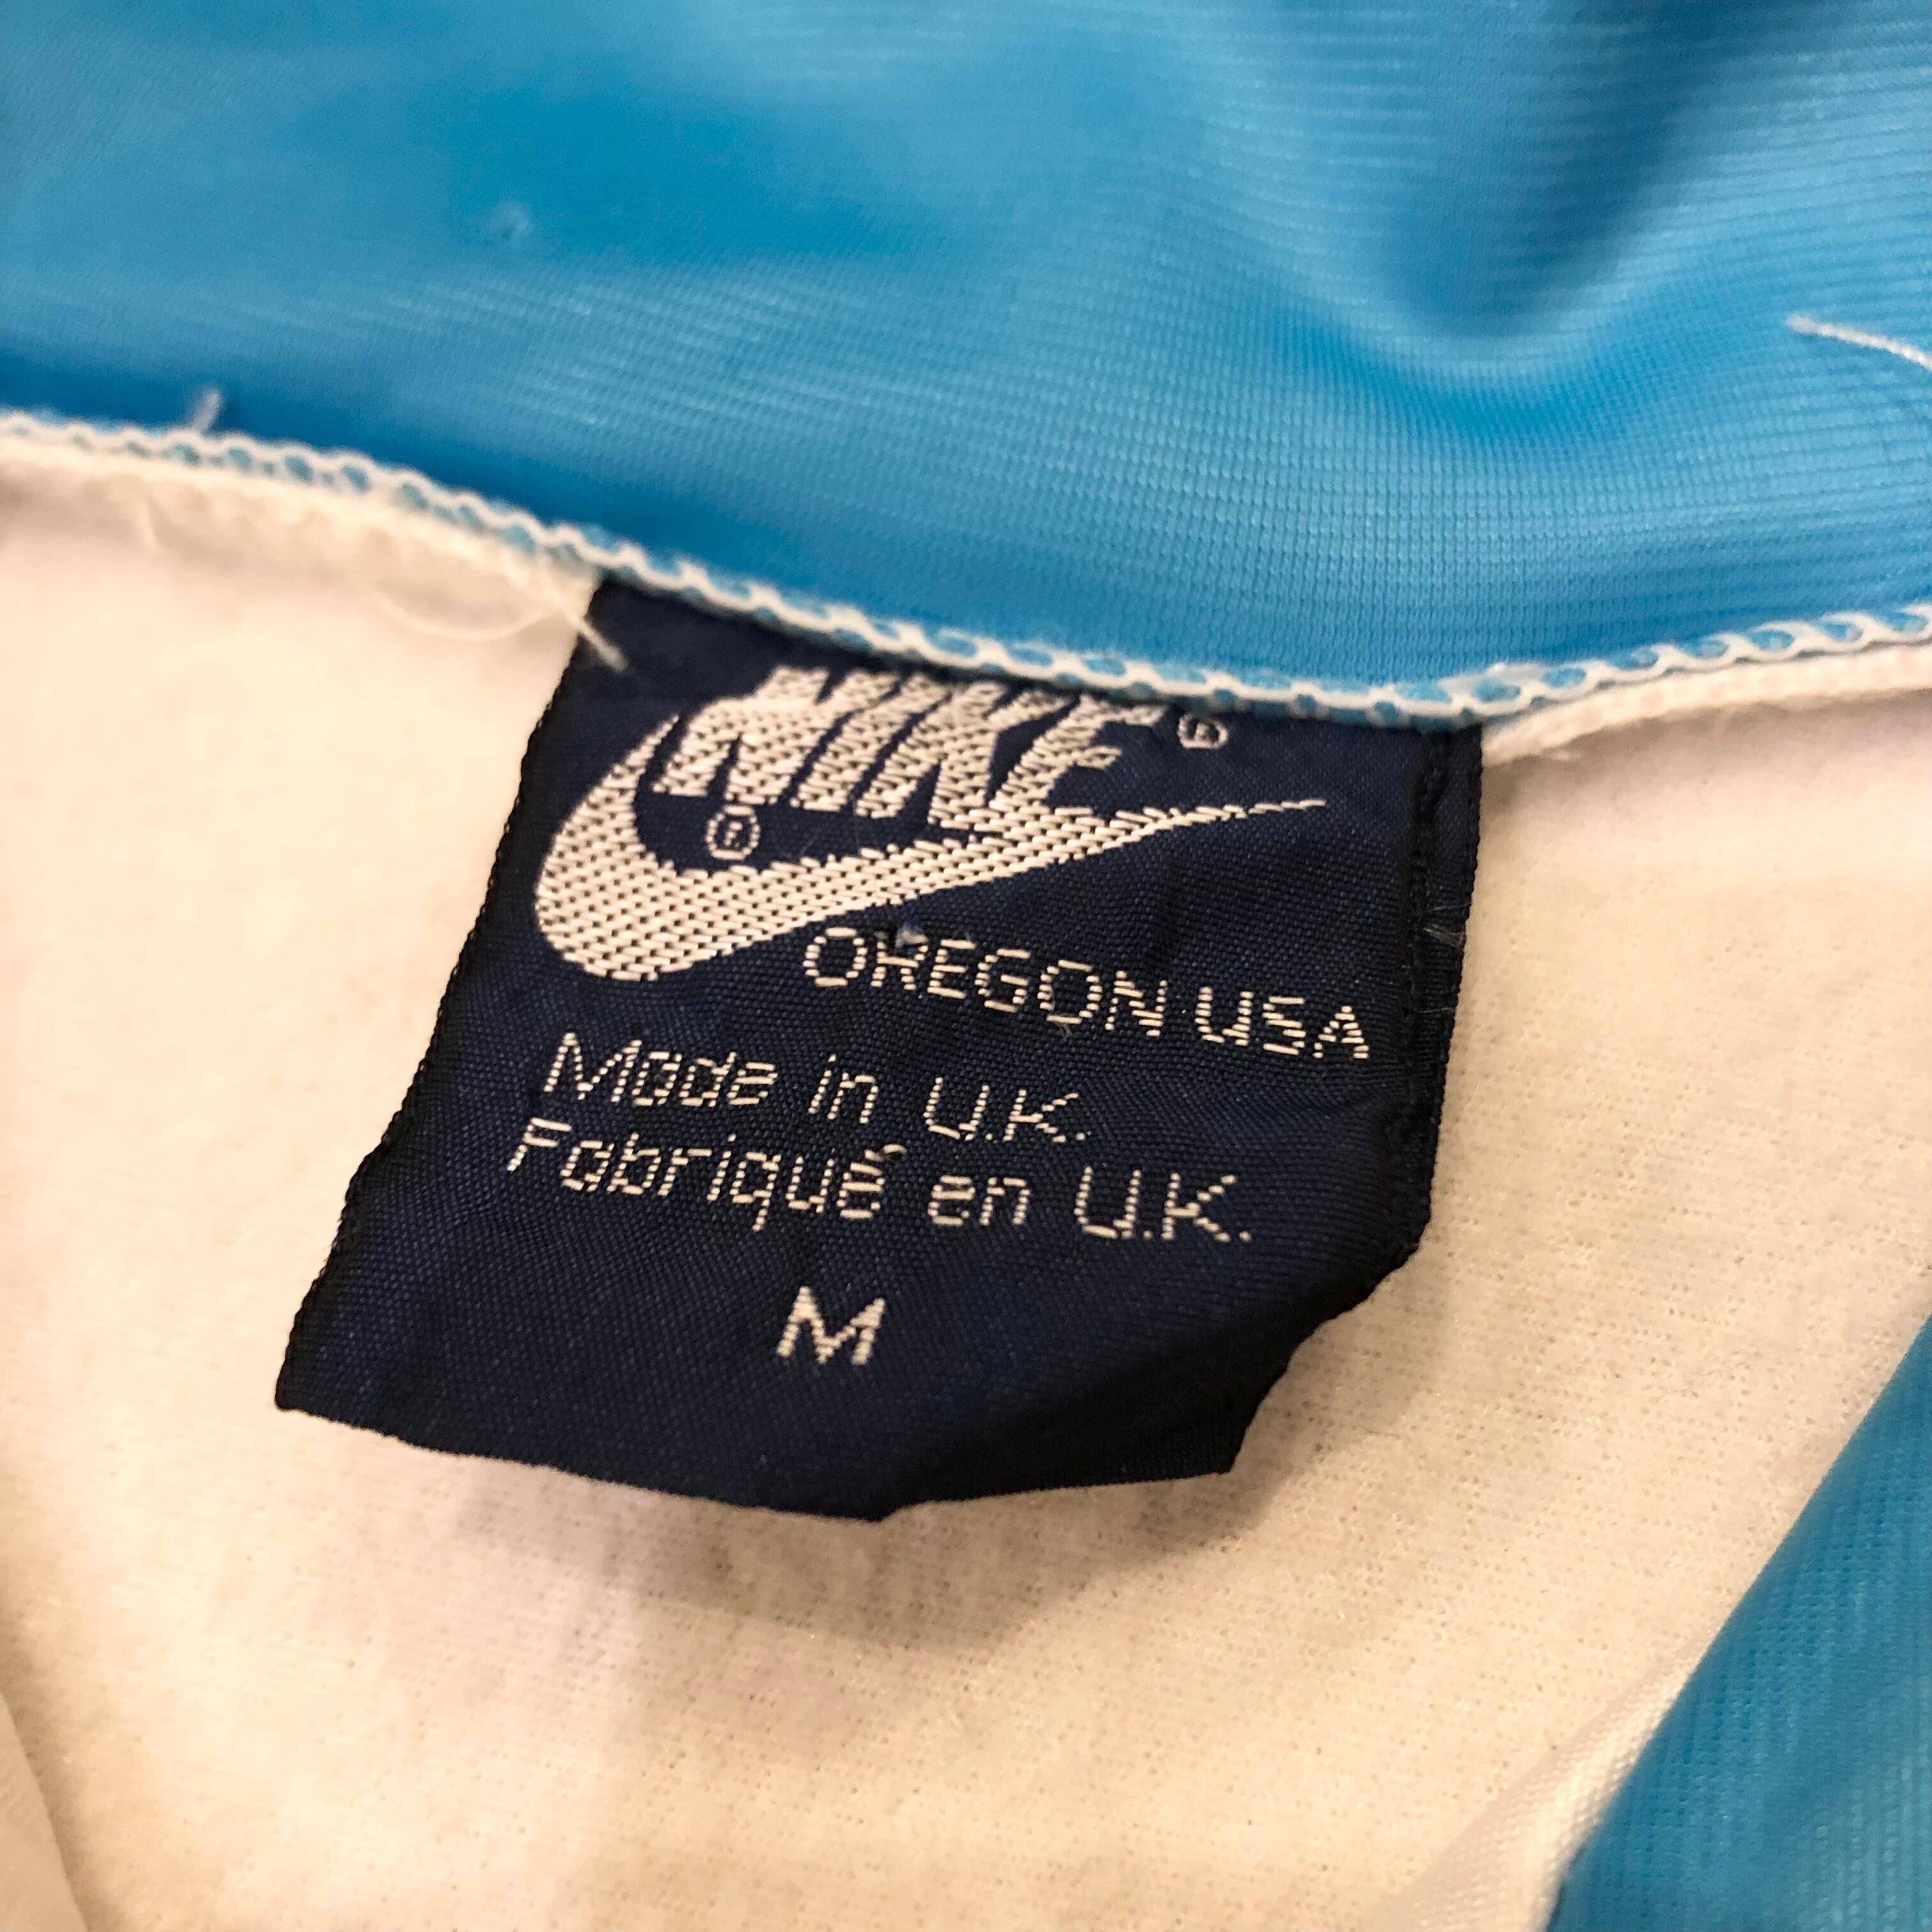 NIKE®
®
OREGON USA
Made in U.K.
Fabriqué en U.K.
M